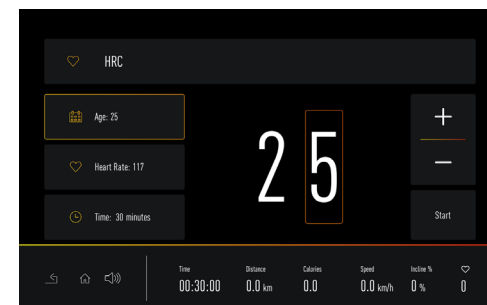 HRC
Age: 25
Heart Rate: 117
Time: 30 minutes
25
+
−
Start
Time
00:30:00
Distance
0.0 km
Calories
0.0
Speed
0.0 km/h
Incline %
0 %
0